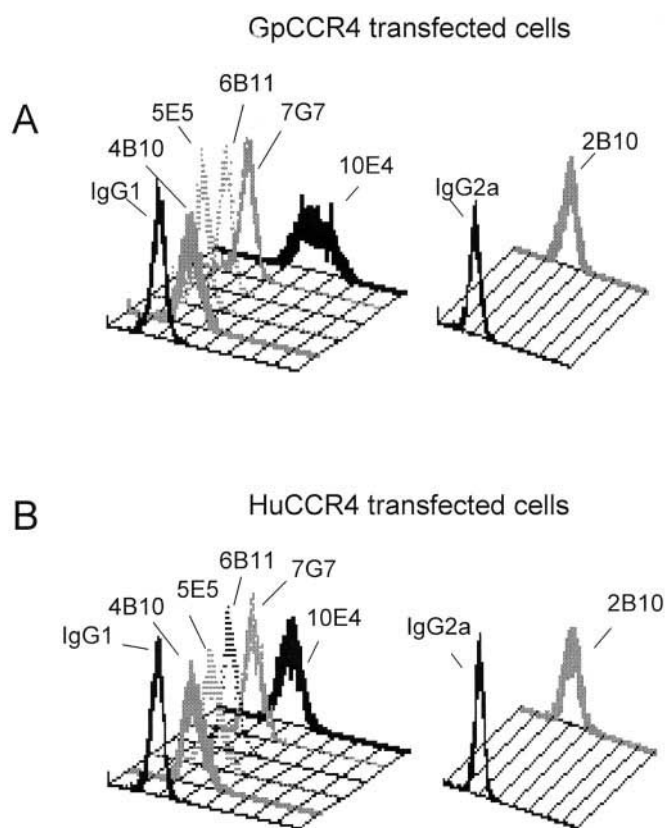 GpCCR4 transfected cells
A
6B11
5E5
7G7
4B10
10E4
IgG1
2B10
IgG2a
B
HuCCR4 transfected cells
6B11
7G7
5E5
4B10
10E4
IgG1
2B10
IgG2a